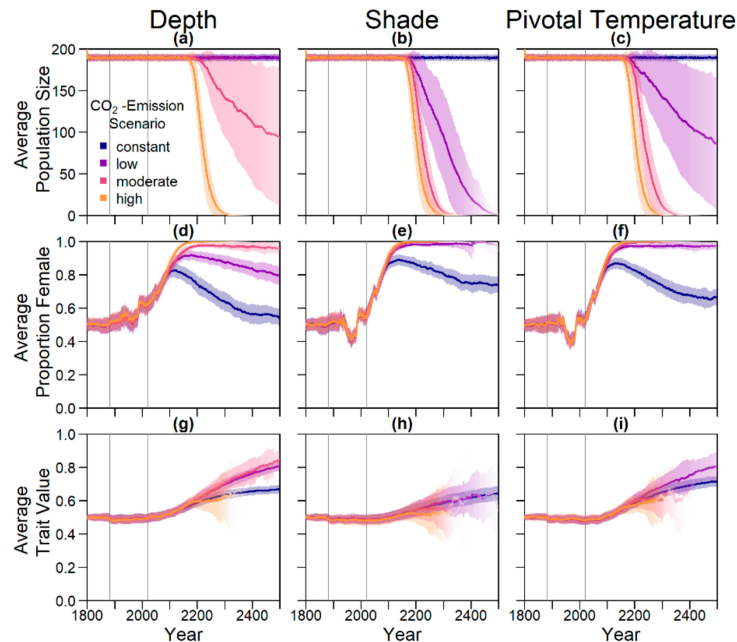 Depth Shade Pivotal Temperature
(a) (b) (c)
Average
Population Size
200
150
100
50
0
CO2 -Emission
Scenario
constant
low
moderate
high
(d) (e) (f)
Average
Proportion Female
1.0
0.8
0.6
0.4
0.2
0.0
(g) (h) (i)
Average
Trait Value
1.0
0.8
0.6
0.4
0.2
0.0
1800 2000 2200 2400 1800 2000 2200 2400 1800 2000 2200 2400
Year Year Year